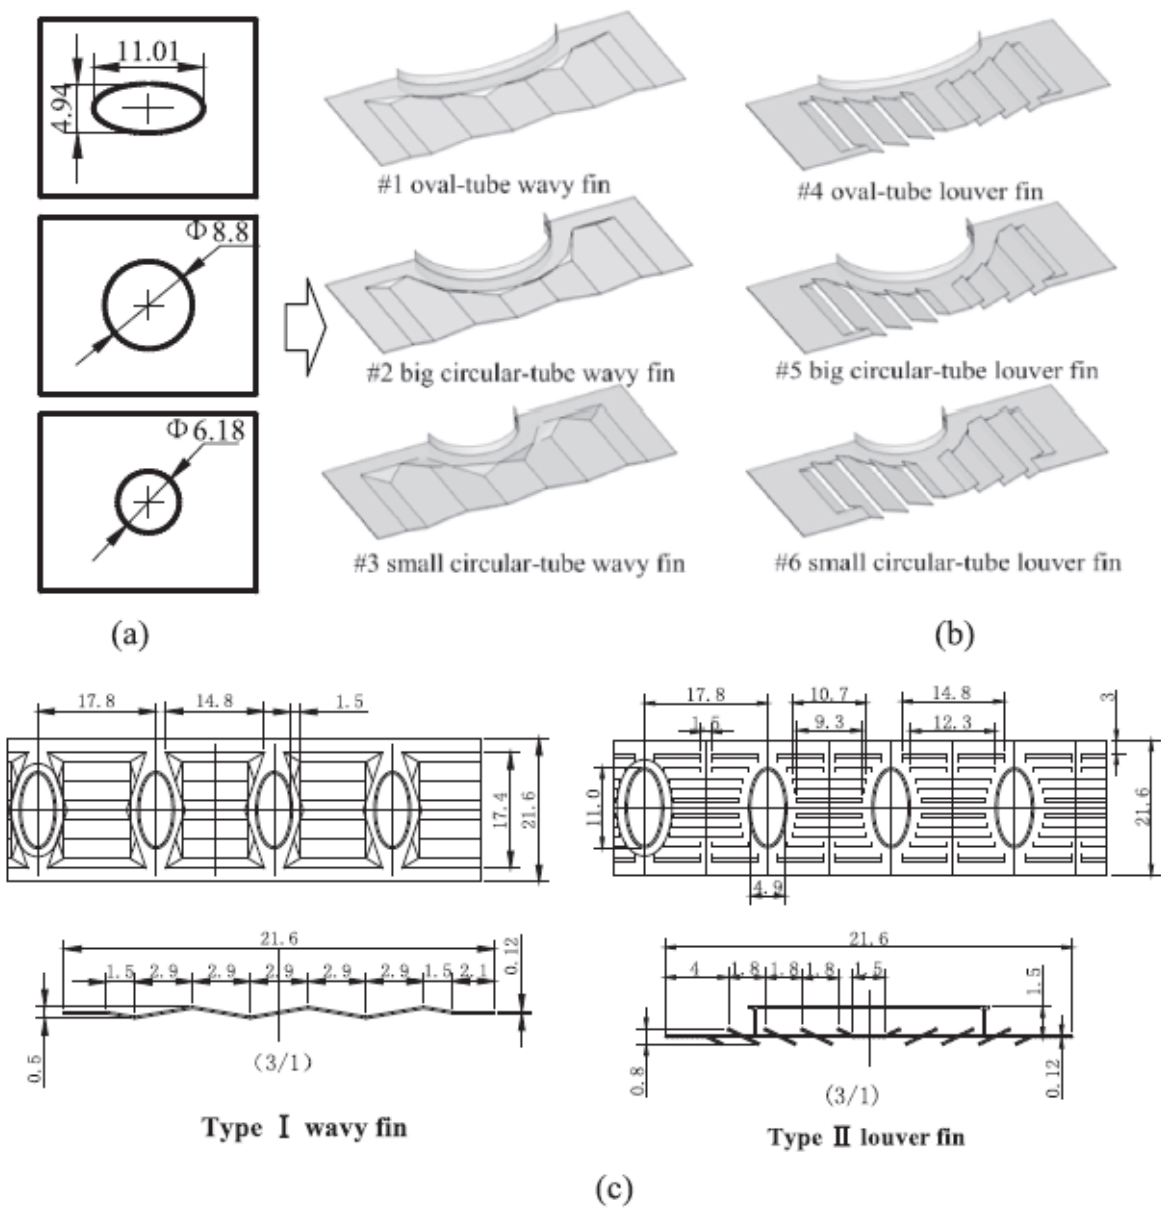 11.01
4.94
Φ8.8
Φ6.18
(a)
#1 oval-tube wavy fin
#4 oval-tube louver fin
#2 big circular-tube wavy fin
#5 big circular-tube louver fin
#3 small circular-tube wavy fin
#6 small circular-tube louver fin
(b)
17.8
14.8
1.5
17.4
21.6
21.6
1.5
2.9
2.9
2.9
2.9
2.9
1.5
2.1
0.12
0.5
(3/1)
Type Ⅰ wavy fin
17.8
10.7
14.8
3
9.3
12.3
11.0
21.6
4.9
21.6
4
1.8
1.8
1.8
1.5
1.5
0.8
0.12
(3/1)
Type Ⅱ louver fin
(c)